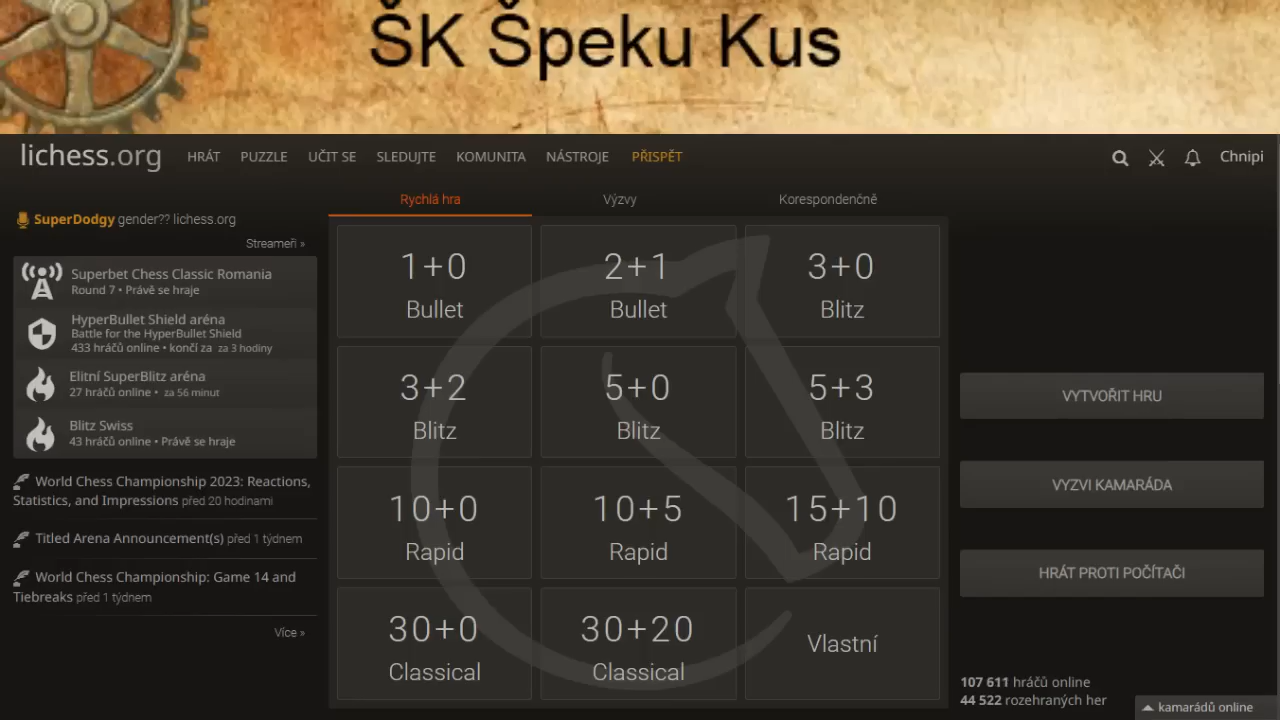 ŠK Špeku Kus
lichess.org HRÁT PUZZLE UČIT SE SLEDUJTE KOMUNITA NÁSTROJE PŘISPĚT Chnipi
Rychlá hra Výzvy Korespondenčně
SuperDodgy gender?? lichess.org
Streameři »
Superbet Chess Classic Romania
Round 7 • Právě se hraje
HyperBullet Shield aréna
Battle for the HyperBullet Shield
433 hráčů online • končí za za 3 hodiny
Elitní SuperBlitz aréna
27 hráčů online • za 56 minut
Blitz Swiss
43 hráčů online • Právě se hraje
World Chess Championship 2023: Reactions,
Statistics, and Impressions před 20 hodinami
Titled Arena Announcement(s) před 1 týdnem
World Chess Championship: Game 14 and
Tiebreaks před 1 týdnem
Více »
1+0 2+1 3+0
Bullet Bullet Blitz
3+2 5+0 5+3
Blitz Blitz Blitz
10+0 10+5 15+10
Rapid Rapid Rapid
30+0 30+20
Classical Classical
Vlastní
VYTVOŘIT HRU
VYZVI KAMARÁDA
HRÁT PROTI POČÍTAČI
107 611 hráčů online
44 522 rozehraných her
kamarádů online